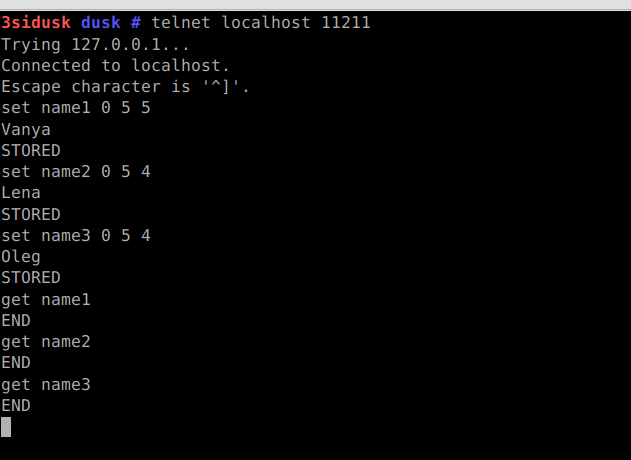 3sidusk dusk # telnet localhost 11211
Trying 127.0.0.1...
Connected to localhost.
Escape character is '^]'.
set name1 0 5 5
Vanya
STORED
set name2 0 5 4
Lena
STORED
set name3 0 5 4
Oleg
STORED
get name1
END
get name2
END
get name3
END